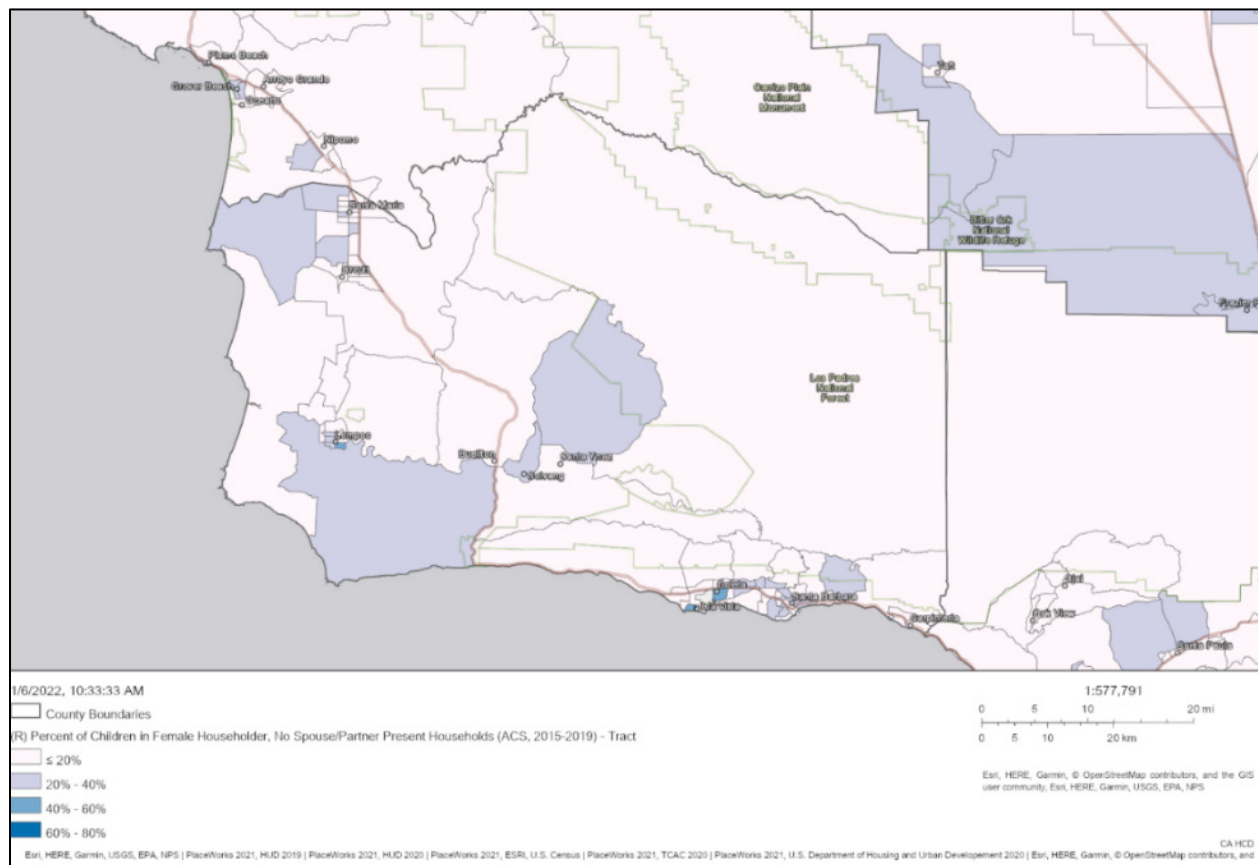 Pismo Beach
Arroyo Grande
Grover Beach
Oceano
Nipomo
Santa Maria
Orcutt
Carrizo Plain
National
Monument
Taft
Bitter Crk
National
Wildlife Refuge
Los Padres
National
Forest
Lompoc
Buellton
Santa Ynez
Solvang
Goleta
Isla Vista
Santa Barbara
Carpinteria
Ojai
Oak View
Santa Paula
1/6/2022, 10:33:33 AM
County Boundaries
(R) Percent of Children in Female Householder, No Spouse/Partner Present Households (ACS, 2015-2019) - Tract
≤ 20%
20% - 40%
40% - 60%
60% - 80%
1:577,791
0 5 10 20 mi
0 5 10 20 km
Esri, HERE, Garmin, © OpenStreetMap contributors, and the GIS
user community, Esri, HERE, Garmin, USGS, EPA, NPS
CA HCD
Esri, HERE, Garmin, USGS, EPA, NPS | PlaceWorks 2021, HUD 2019 | PlaceWorks 2021, HUD 2020 | PlaceWorks 2021, ESRI, U.S. Census | PlaceWorks 2021, TCAC 2020 | PlaceWorks 2021, U.S. Department of Housing and Urban Developement 2020 | Esri, HERE, Garmin, © OpenStreetMap contributors, and